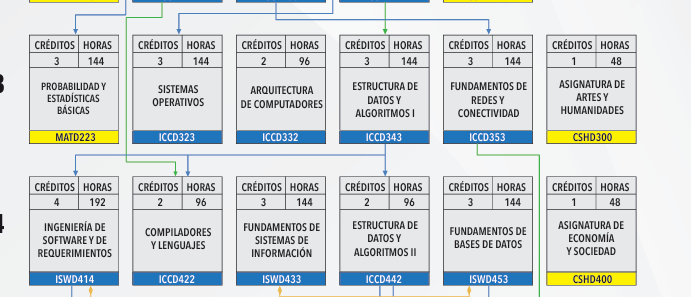 CRÉDITOS HORAS CRÉDITOS HORAS CRÉDITOS HORAS CRÉDITOS HORAS CRÉDITOS HORAS CRÉDITOS HORAS
3 144 3 144 2 96 3 144 3 144 1 48
PROBABILIDAD Y
ESTADÍSTICAS
BÁSICAS
SISTEMAS
OPERATIVOS
ARQUITECTURA
DE COMPUTADORES
ESTRUCTURA DE
DATOS Y
ALGORITMOS I
FUNDAMENTOS DE
REDES Y
CONECTIVIDAD
ASIGNATURA DE
ARTES Y
HUMANIDADES
MATD223 ICCD323 ICCD332 ICCD343 ICCD353 CSHD300
CRÉDITOS HORAS CRÉDITOS HORAS CRÉDITOS HORAS CRÉDITOS HORAS CRÉDITOS HORAS CRÉDITOS HORAS
4 192 2 96 3 144 2 96 3 144 1 48
INGENIERÍA DE
SOFTWARE Y DE
REQUERIMIENTOS
COMPILADORES
Y LENGUAJES
FUNDAMENTOS DE
SISTEMAS DE
INFORMACIÓN
ESTRUCTURA DE
DATOS Y
ALGORITMOS II
FUNDAMENTOS DE
BASES DE DATOS
ASIGNATURA DE
ECONOMÍA
Y SOCIEDAD
ISWD414 ICCD422 ISWD433 ICCD442 ISWD453 CSHD400